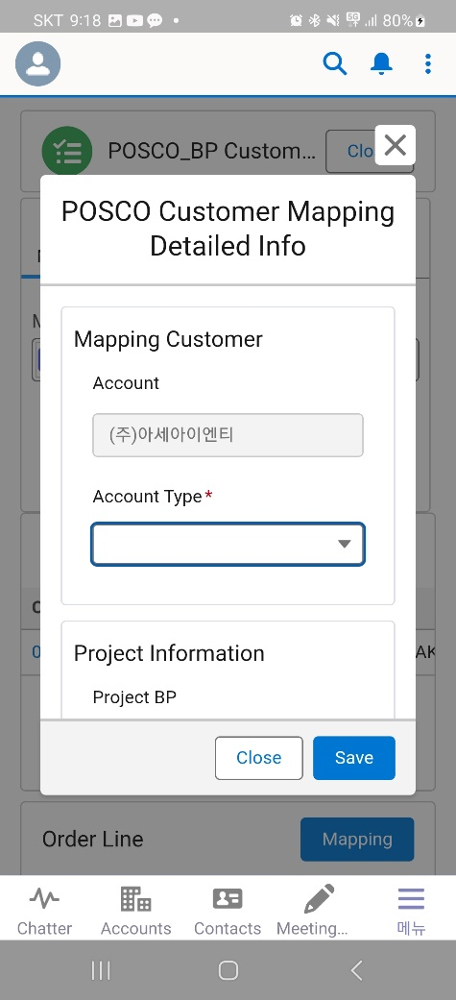 SKT 9:18 5G 80%
POSCO_BP Custom... Clo
POSCO Customer Mapping
Detailed Info
Mapping Customer
Account
(주)아세아이엔티
Account Type*
Project Information
Project BP
AK
Close Save
Order Line Mapping
Chatter Accounts Contacts Meeting... 메뉴